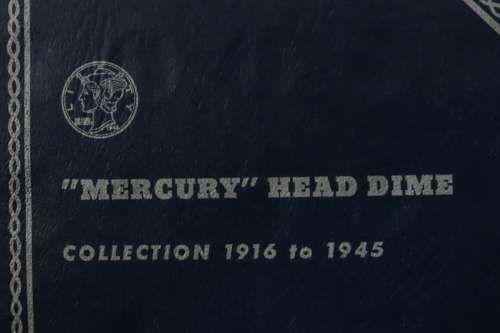 "MERCURY" HEAD DIME
COLLECTION 1916 to 1945